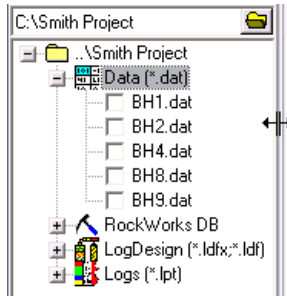 C:\Smith Project
..\Smith Project
Data (*.dat)
BH1.dat
BH2.dat
BH4.dat
BH8.dat
BH9.dat
RockWorks DB
LogDesign (*.ldfx;*.ldf)
Logs (*.lpt)